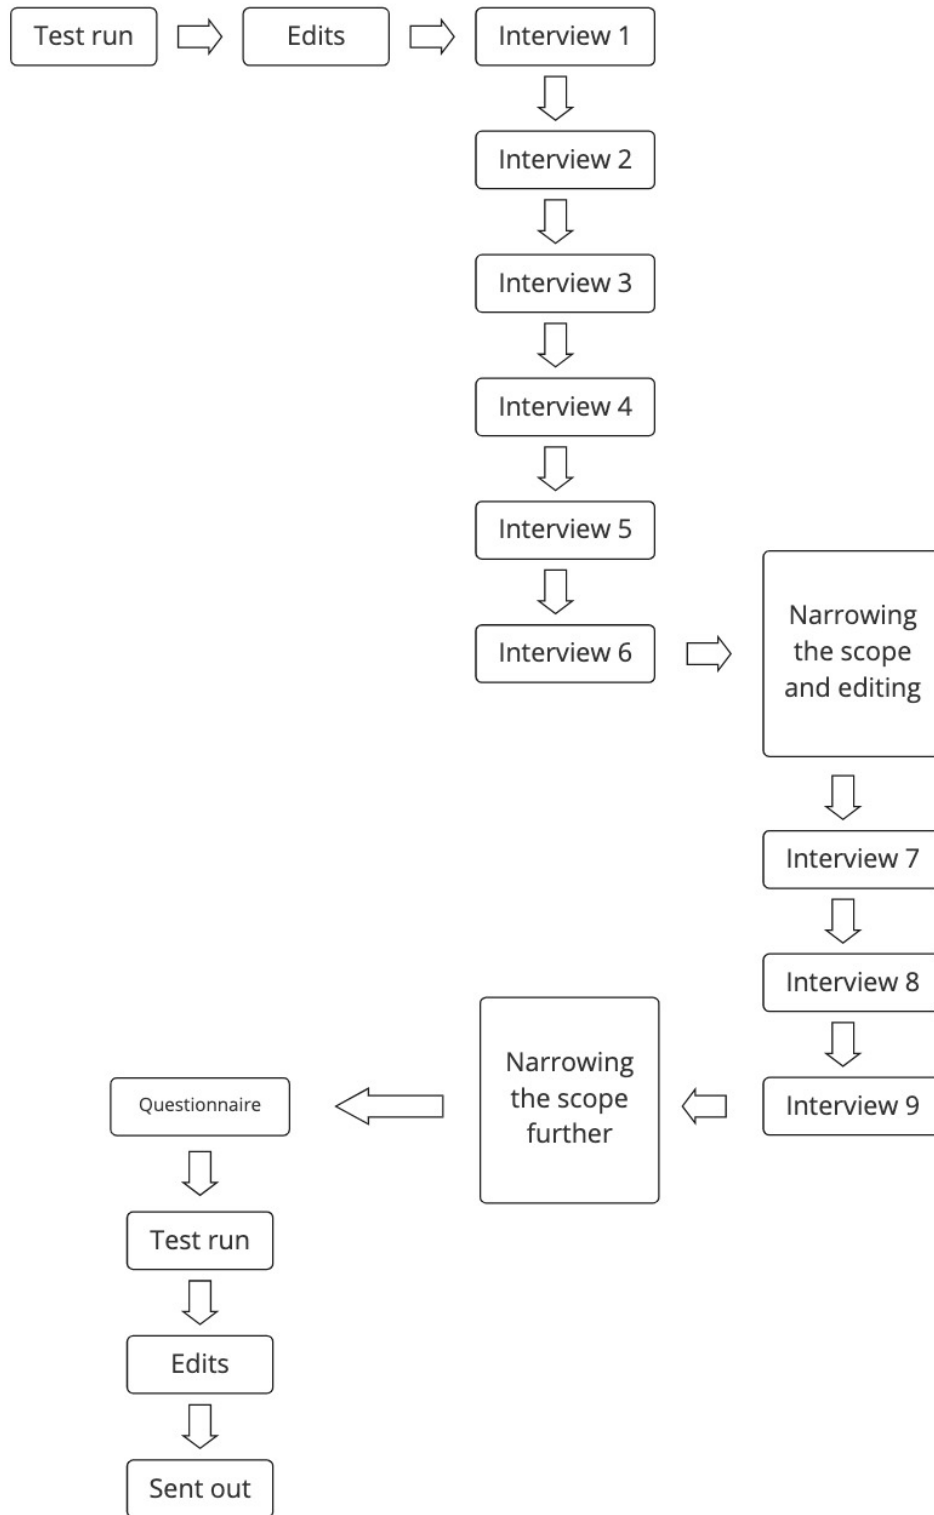 Test run
Edits
Interview 1
Interview 2
Interview 3
Interview 4
Interview 5
Interview 6
Narrowing
the scope
and editing
Interview 7
Interview 8
Interview 9
Narrowing
the scope
further
Questionnaire
Test run
Edits
Sent out